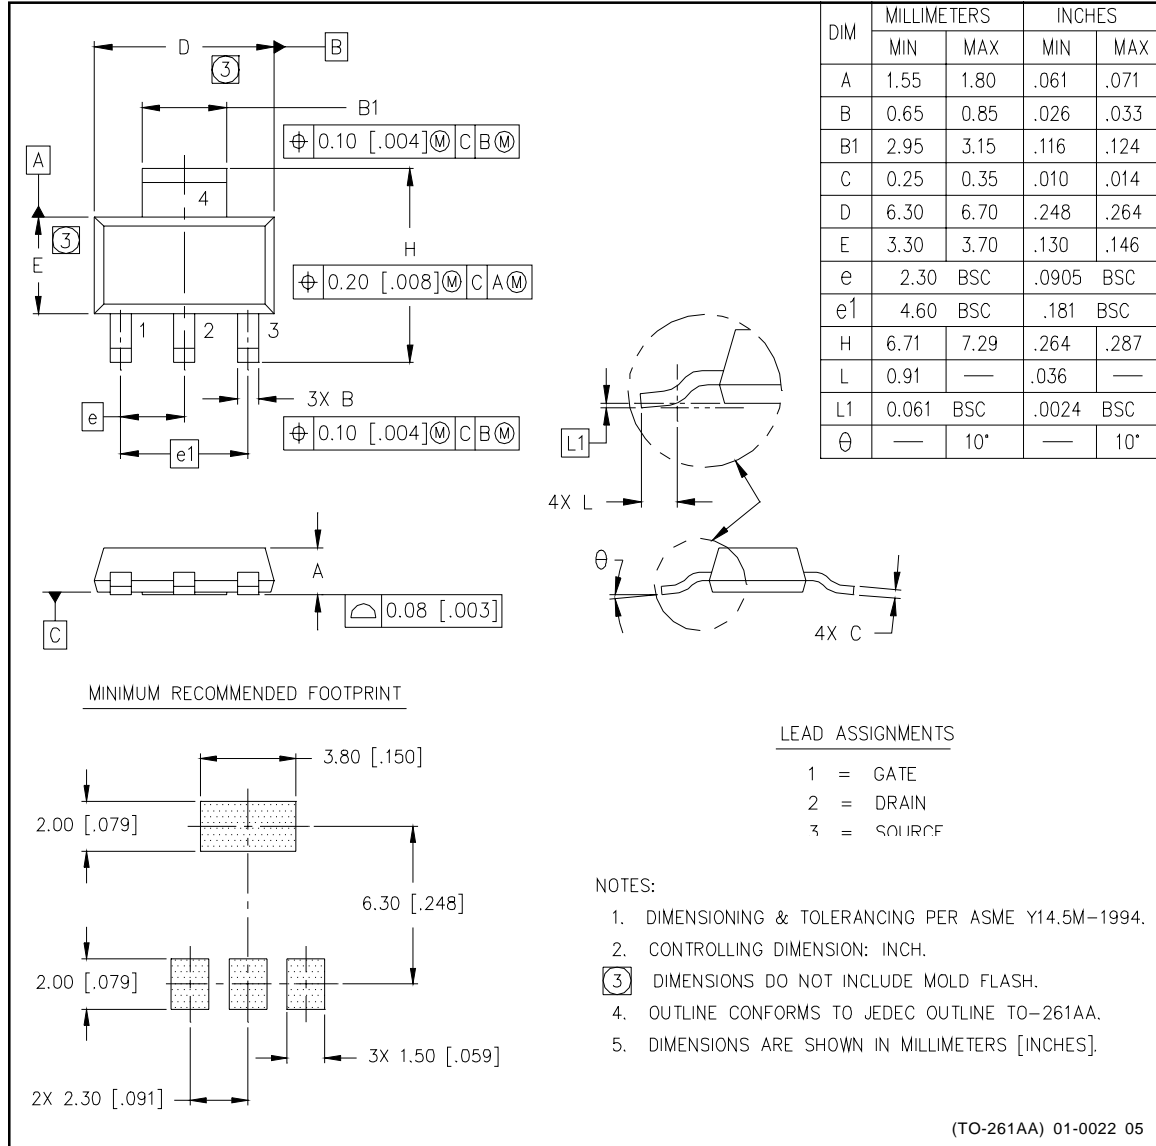 D
B
3
B1
⌖ 0.10 [.004]Ⓜ C BⓂ
A
4
3
E
H
⌖ 0.20 [.008]Ⓜ C AⓂ
1 2 3
3X B
e
⌖ 0.10 [.004]Ⓜ C BⓂ
e1
L1
4X L
A
⌓ 0.08 [.003]
C
θ
4X C
DIM MILLIMETERS INCHES
MIN MAX MIN MAX
A 1.55 1.80 .061 .071
B 0.65 0.85 .026 .033
B1 2.95 3.15 .116 .124
C 0.25 0.35 .010 .014
D 6.30 6.70 .248 .264
E 3.30 3.70 .130 .146
e 2.30 BSC .0905 BSC
e1 4.60 BSC .181 BSC
H 6.71 7.29 .264 .287
L 0.91 — .036 —
L1 0.061 BSC .0024 BSC
θ — 10° — 10°
MINIMUM RECOMMENDED FOOTPRINT
3.80 [.150]
2.00 [.079]
6.30 [.248]
2.00 [.079]
3X 1.50 [.059]
2X 2.30 [.091]
LEAD ASSIGNMENTS
1 = GATE
2 = DRAIN
3 = SOURCE
NOTES:
1. DIMENSIONING & TOLERANCING PER ASME Y14.5M-1994.
2. CONTROLLING DIMENSION: INCH.
3 DIMENSIONS DO NOT INCLUDE MOLD FLASH.
4. OUTLINE CONFORMS TO JEDEC OUTLINE TO-261AA.
5. DIMENSIONS ARE SHOWN IN MILLIMETERS [INCHES].
(TO-261AA) 01-0022 05